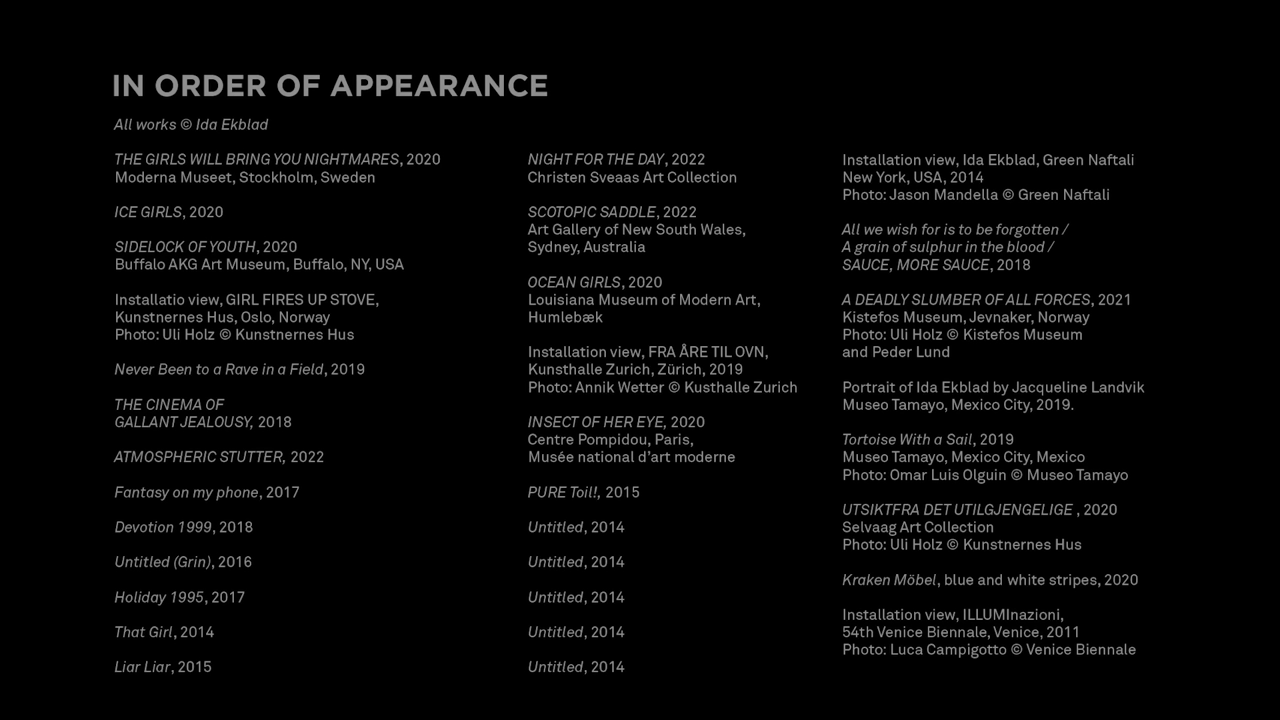 IN ORDER OF APPEARANCE
All works © Ida Ekblad
THE GIRLS WILL BRING YOU NIGHTMARES, 2020
Moderna Museet, Stockholm, Sweden
ICE GIRLS, 2020
SIDELOCK OF YOUTH, 2020
Buffalo AKG Art Museum, Buffalo, NY, USA
Installatio view, GIRL FIRES UP STOVE,
Kunstnernes Hus, Oslo, Norway
Photo: Uli Holz © Kunstnernes Hus
Never Been to a Rave in a Field, 2019
THE CINEMA OF
GALLANT JEALOUSY, 2018
ATMOSPHERIC STUTTER, 2022
Fantasy on my phone, 2017
Devotion 1999, 2018
Untitled (Grin), 2016
Holiday 1995, 2017
That Girl, 2014
Liar Liar, 2015
NIGHT FOR THE DAY, 2022
Christen Sveaas Art Collection
SCOTOPIC SADDLE, 2022
Art Gallery of New South Wales,
Sydney, Australia
OCEAN GIRLS, 2020
Louisiana Museum of Modern Art,
Humlebæk
Installation view, FRA ÅRE TIL OVN,
Kunsthalle Zurich, Zürich, 2019
Photo: Annik Wetter © Kusthalle Zurich
INSECT OF HER EYE, 2020
Centre Pompidou, Paris,
Musée national d'art moderne
PURE Toil!, 2015
Untitled, 2014
Untitled, 2014
Untitled, 2014
Untitled, 2014
Untitled, 2014
Installation view, Ida Ekblad, Green Naftali
New York, USA, 2014
Photo: Jason Mandella © Green Naftali
All we wish for is to be forgotten /
A grain of sulphur in the blood /
SAUCE, MORE SAUCE, 2018
A DEADLY SLUMBER OF ALL FORCES, 2021
Kistefos Museum, Jevnaker, Norway
Photo: Uli Holz © Kistefos Museum
and Peder Lund
Portrait of Ida Ekblad by Jacqueline Landvik
Museo Tamayo, Mexico City, 2019.
Tortoise With a Sail, 2019
Museo Tamayo, Mexico City, Mexico
Photo: Omar Luis Olguin © Museo Tamayo
UTSIKTFRA DET UTILGJENGELIGE , 2020
Selvaag Art Collection
Photo: Uli Holz © Kunstnernes Hus
Kraken Möbel, blue and white stripes, 2020
Installation view, ILLUMInazioni,
54th Venice Biennale, Venice, 2011
Photo: Luca Campigotto © Venice Biennale